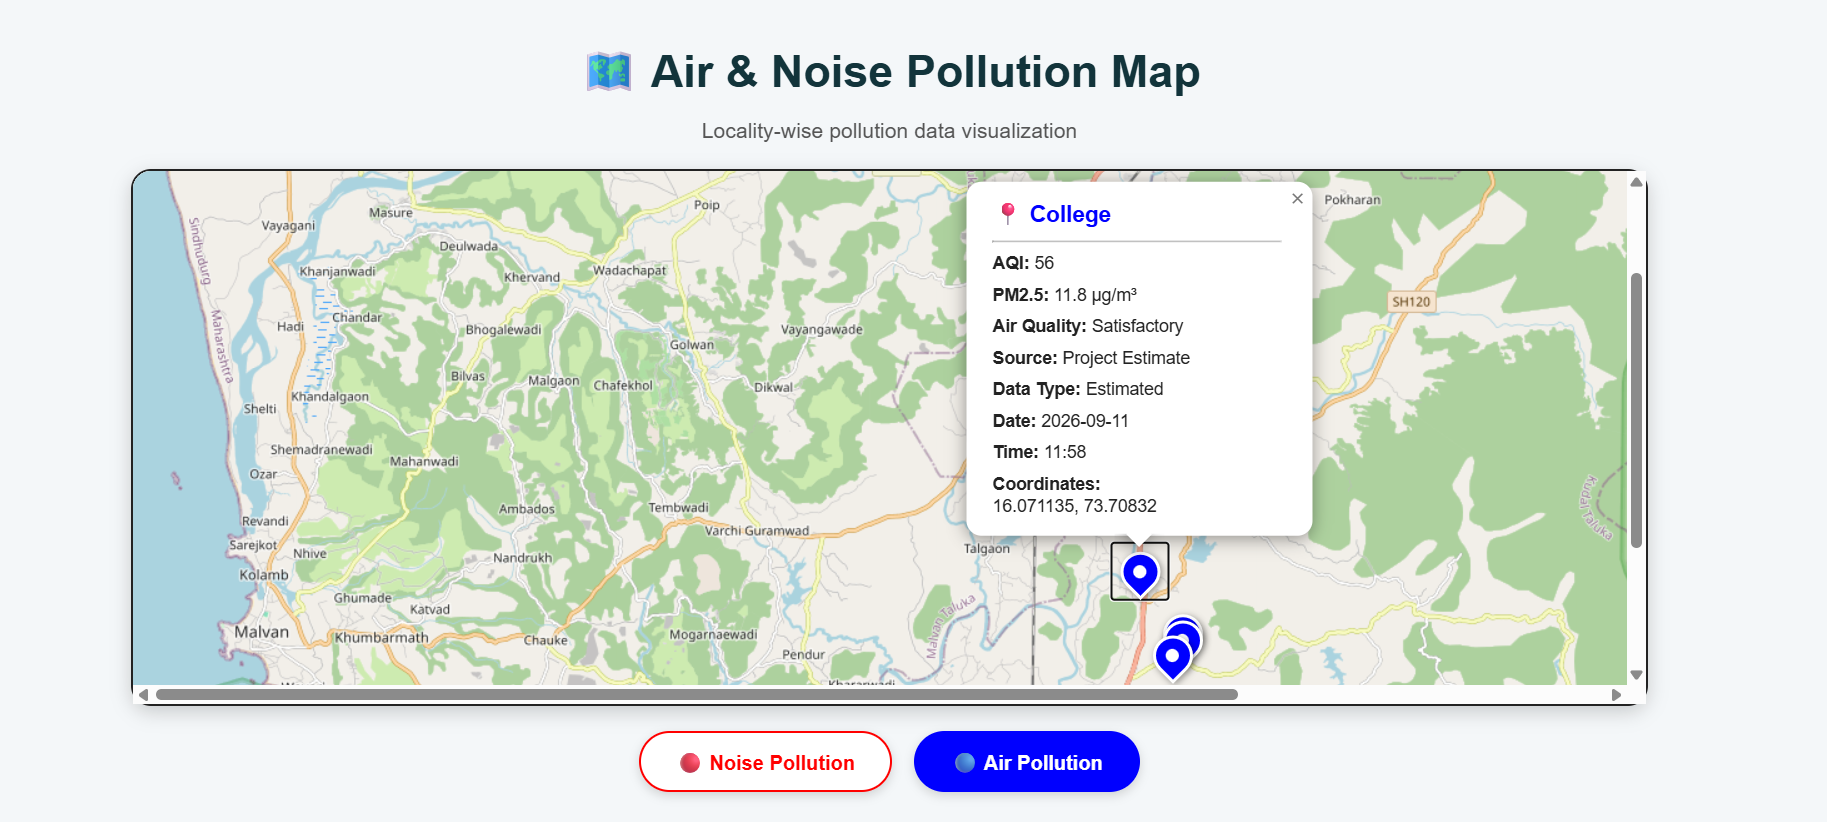 Air & Noise Pollution Map
Locality-wise pollution data visualization
Masure
Poip
Pokharan
Vayagani
Sindhudurg
Deulwada
Khanjanwadi
Khervand
Wadachapat
Maharashtra
Chandar
Hadi
Bhogalewadi
Vayangawade
Golwan
SH120
Bilvas
Malgaon
Chafekhol
Dikwal
Khandalgaon
Shelti
Shemadranewadi
Mahanwadi
Ozar
Ambados
Tembwadi
Varchi Guramwad
Kudal Taluka
Revandi
Sarejkot
Nhive
Nandrukh
Talgaon
Kolamb
Ghumade
Katvad
Malvan
Khumbarmath
Chauke
Mogarnaewadi
Malvan Taluka
Pendur
College
AQI: 56
PM2.5: 11.8 µg/m³
Air Quality: Satisfactory
Source: Project Estimate
Data Type: Estimated
Date: 2026-09-11
Time: 11:58
Coordinates:
16.071135, 73.70832
×
Noise Pollution
Air Pollution